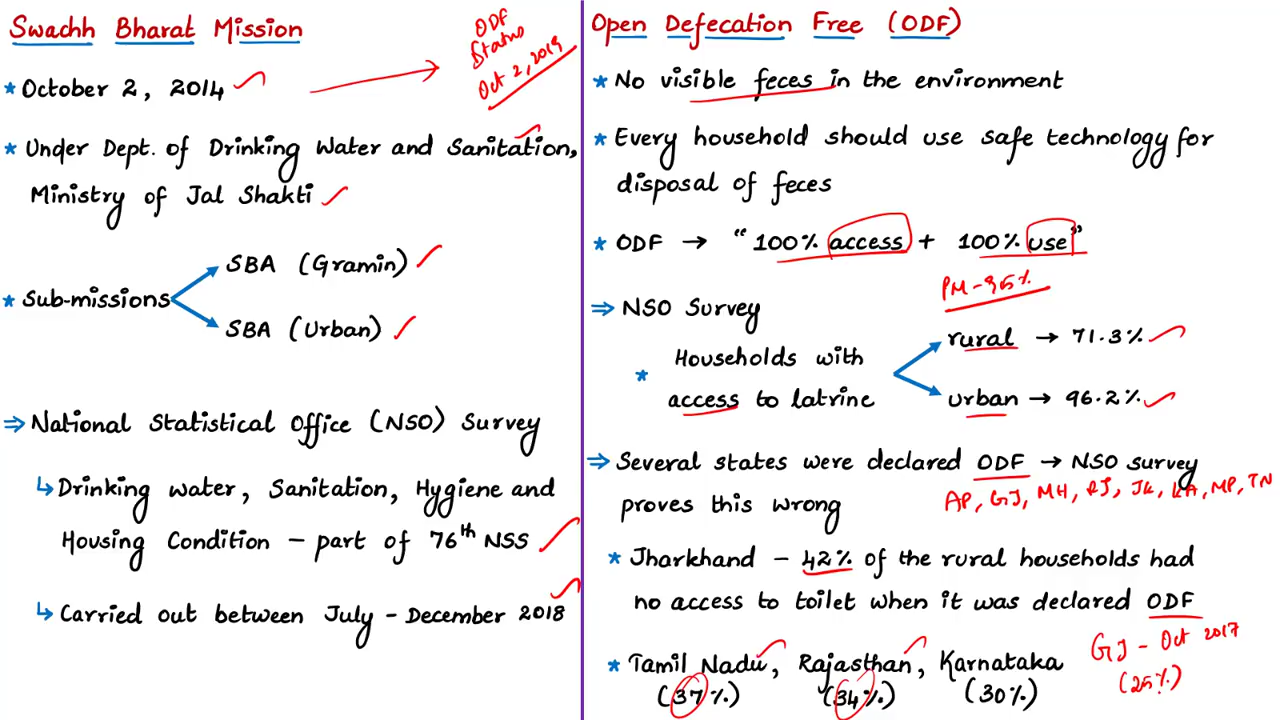 Swachh Bharat Mission
* October 2, 2014
ODF
Status
Oct 2, 2019
* Under Dept. of Drinking Water and Sanitation,
Ministry of Jal Shakti
* Sub-missions
SBA (Gramin)
SBA (Urban)
⇒ National Statistical Office (NSO) Survey
↳ Drinking water, Sanitation, Hygiene and
Housing Condition – part of 76th NSS
↳ Carried out between July - December 2018
Open Defecation Free (ODF)
* No visible feces in the environment
* Every household should use safe technology for
disposal of feces
* ODF → "100% access + 100% use"
PM - 95%
⇒ NSO Survey
* Households with
access to latrine
rural → 71.3%
urban → 96.2%
⇒ Several states were declared ODF → NSO survey
proves this wrong
AP, GJ, MH, RJ, JK, KA, MP, TN
* Jharkhand – 42% of the rural households had
no access to toilet when it was declared ODF
* Tamil Nadu, Rajasthan, Karnataka
(37%) (34%) (30%)
GJ - Oct 2017
(25%)